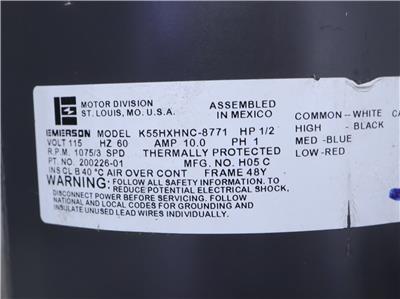 MOTOR DIVISION
ST. LOUIS, MO. U.S.A.
ASSEMBLED
IN MEXICO
EMERSON MODEL K55HXHNC-8771 HP 1/2
VOLT 115 HZ 60 AMP 10.0 PH 1
R.P.M. 1075/3 SPD THERMALLY PROTECTED
PT. NO. 200226-01 MFG. NO. H05 C
INS CL B 40°C AIR OVER CONT FRAME 48Y
WARNING: FAILURE TO FOLLOW INSTRUCTIONS TO
REDUCE POTENTIAL ELECTRICAL SHOCK,
DISCONNECT POWER BEFORE SERVICING. FOLLOW
NATIONAL AND LOCAL CODES FOR GROUNDING AND
INSULATE UNUSED LEAD WIRES INDIVIDUALLY.
COMMON--WHITE CA
HIGH -BLACK
MED -BLUE
LOW-RED